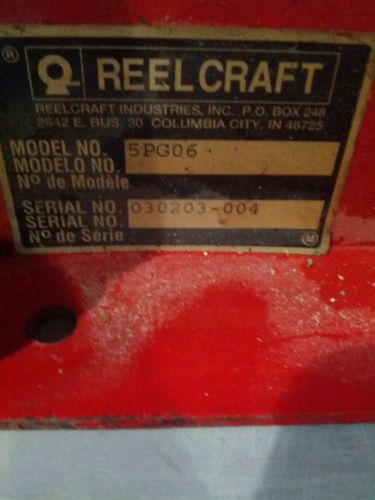 ®
REELCRAFT
REELCRAFT INDUSTRIES, INC. P.O. BOX 248
2842 E. BUS. 30 COLUMBIA CITY, IN 46725
MODEL NO. 5PG06
MODELO NO.
Nº de Modèle
SERIAL NO. 030203-004
SERIAL NO.
Nº de Série
M